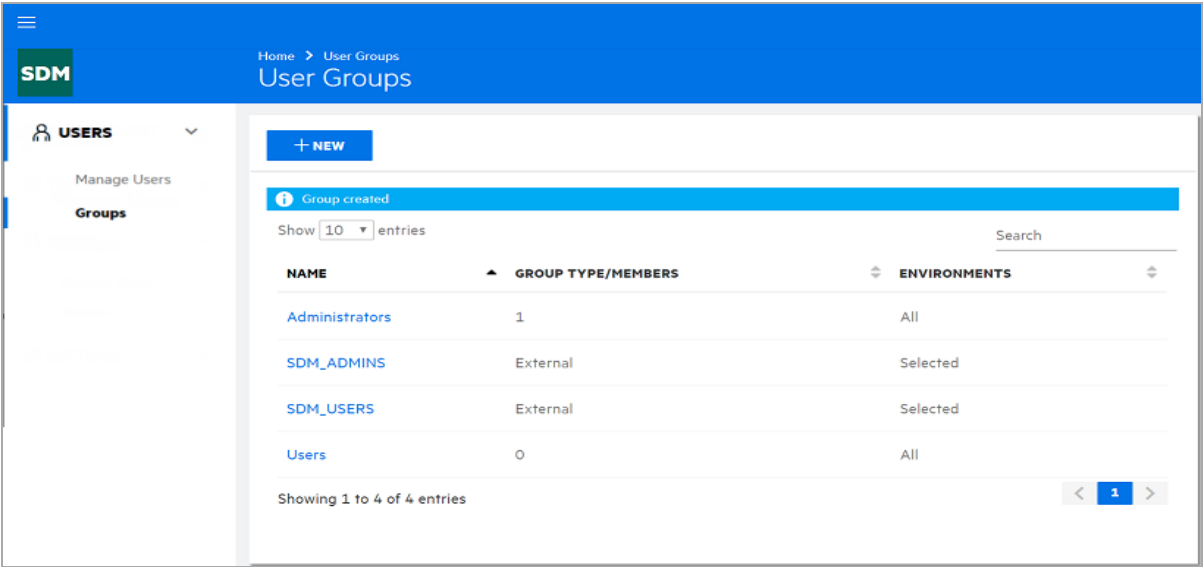 SDM
Home > User Groups
User Groups
USERS
Manage Users
Groups
+ NEW
Group created
Show 10 entries
Search
NAME GROUP TYPE/MEMBERS ENVIRONMENTS
Administrators 1 All
SDM_ADMINS External Selected
SDM_USERS External Selected
Users 0 All
Showing 1 to 4 of 4 entries
< 1 >